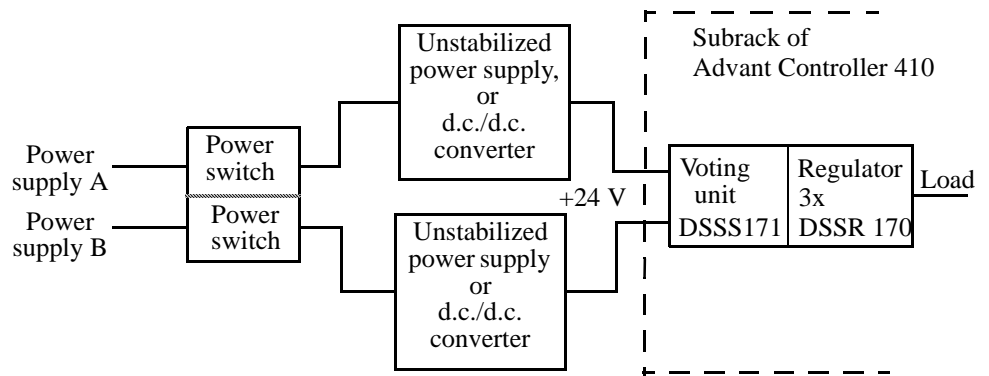 Unstabilized
power supply,
or
d.c./d.c.
converter
Subrack of
Advant Controller 410
Power
supply A
Power
switch
Power
supply B
Power
switch
+24 V
Unstabilized
power supply
or
d.c./d.c.
converter
Voting
unit
DSSS171
Regulator
3x
DSSR 170
Load